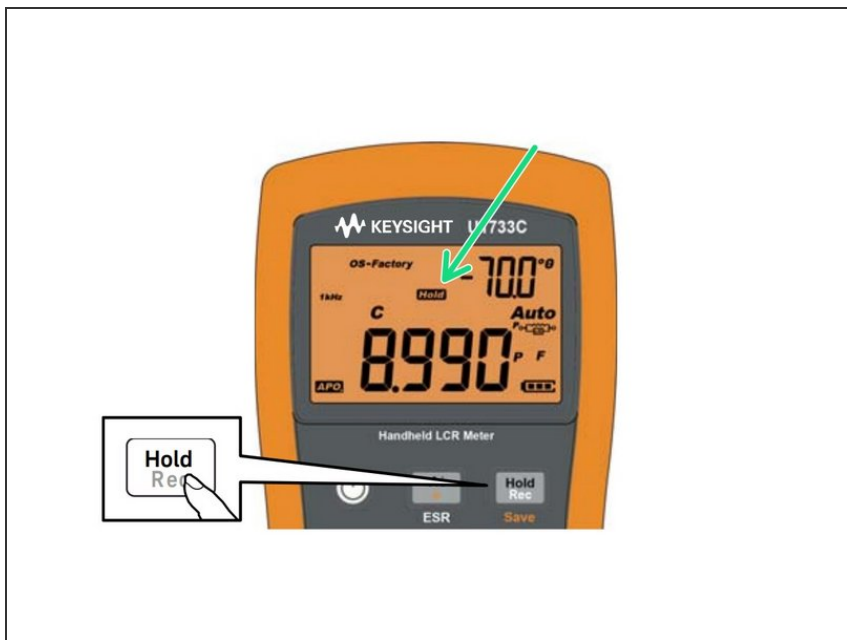 KEYSIGHT U1733C
OS-Factory -70.0°θ
1kHz Hold
C Auto
P
8.990 P F
APO
Handheld LCR Meter
Hold
Rec
Hold
Rec
ESR
Save